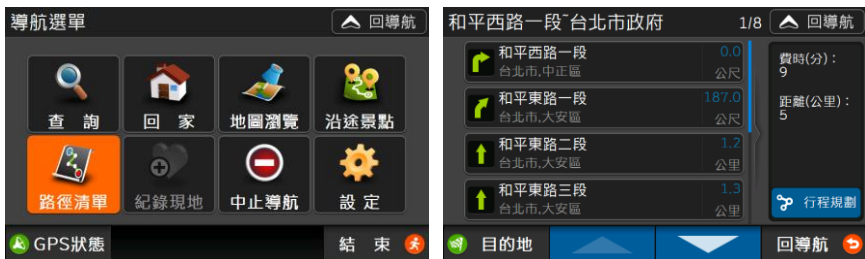 導航選單 回導航
查 詢 回 家 地圖瀏覽 沿途景點
路徑清單 紀錄現地 中止導航 設 定
GPS狀態 結 束
和平西路一段~台北市政府 1/8 回導航
和平西路一段 0.0
台北市,中正區 公尺
和平東路一段 187.0
台北市,大安區 公尺
和平東路二段 1.2
台北市,大安區 公里
和平東路三段 1.3
台北市,大安區 公里
費時(分)：
9
距離(公里)：
5
行程規劃
目的地 回導航